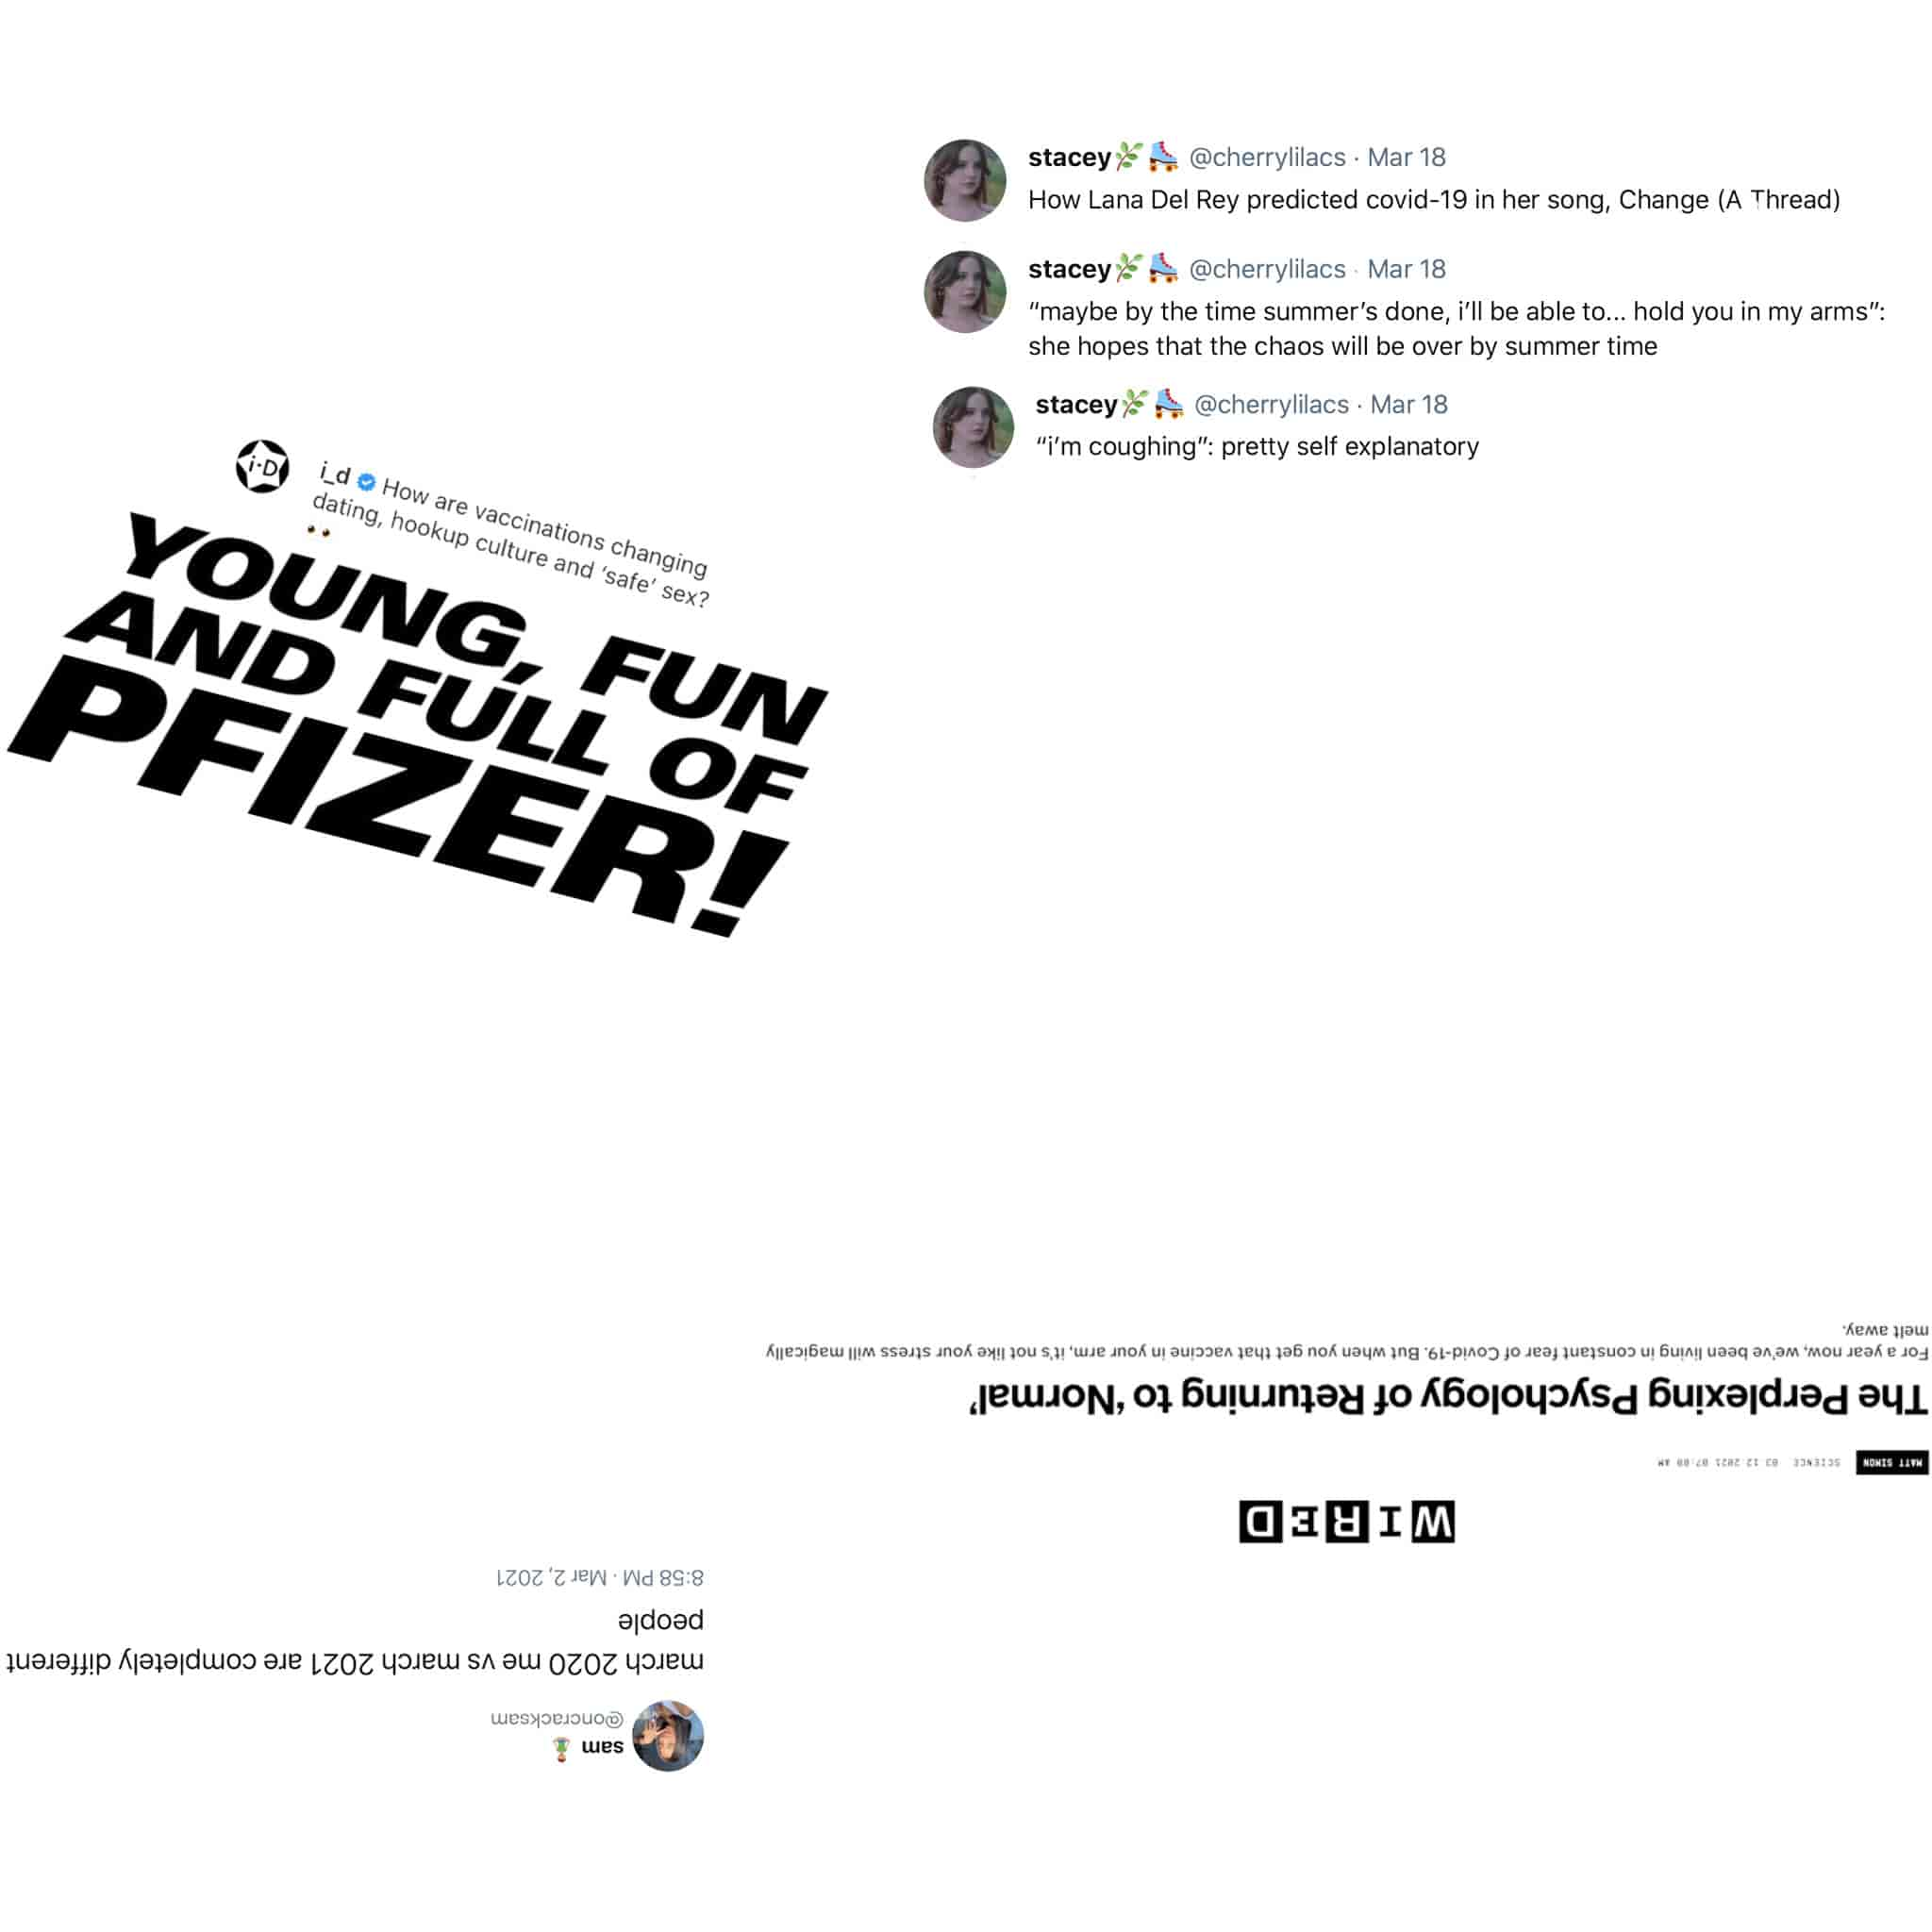 stacey🌿🛼 @cherrylilacs · Mar 18
How Lana Del Rey predicted covid-19 in her song, Change (A Thread)
stacey🌿🛼 @cherrylilacs · Mar 18
“maybe by the time summer’s done, i’ll be able to... hold you in my arms”:
she hopes that the chaos will be over by summer time
stacey🌿🛼 @cherrylilacs · Mar 18
“i’m coughing”: pretty self explanatory
i-D
i_d How are vaccinations changing
dating, hookup culture and ‘safe’ sex?
👀
YOUNG, FUN
AND FULL OF
PFIZER!
WIRED
MATT SIMON SCIENCE 03.12.2021 07:00 AM
The Perplexing Psychology of Returning to ‘Normal’
For a year now, we’ve been living in constant fear of Covid-19. But when you get that vaccine in your arm, it’s not like your stress will magically
melt away.
sam
@oncracksam
march 2020 me vs march 2021 are completely different
people
8:58 PM · Mar 2, 2021